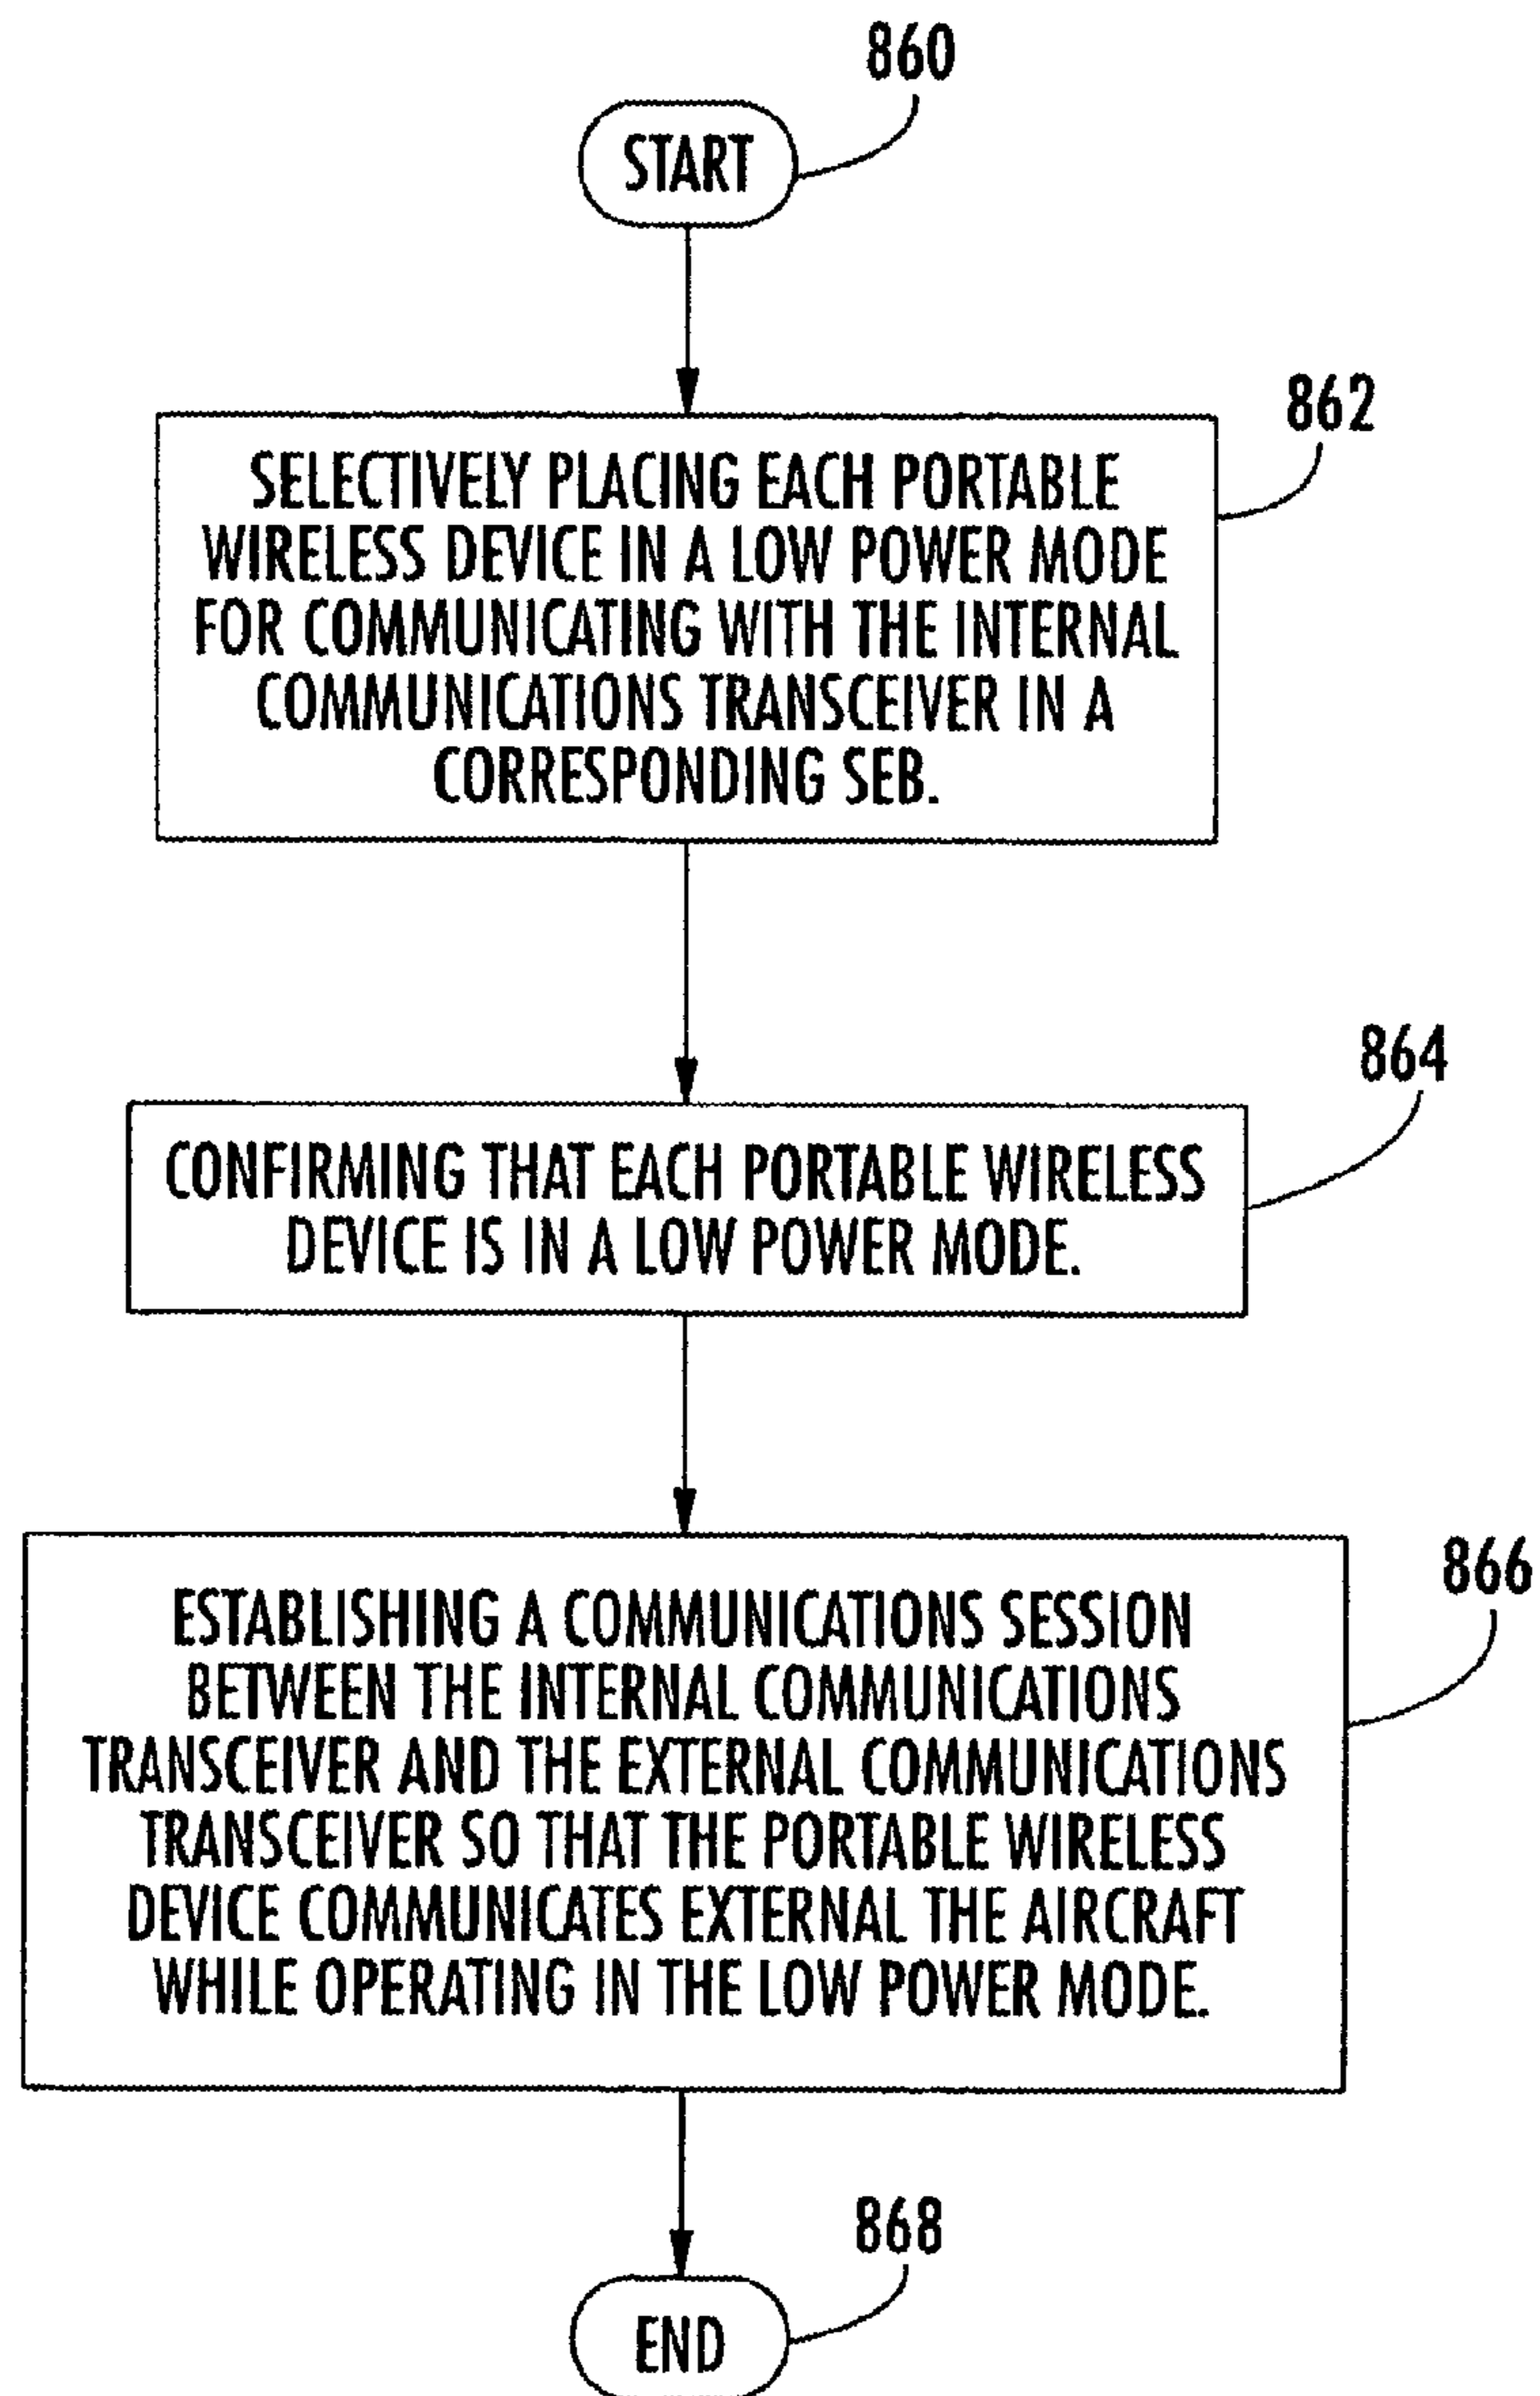 860
START
862
SELECTIVELY PLACING EACH PORTABLE
WIRELESS DEVICE IN A LOW POWER MODE
FOR COMMUNICATING WITH THE INTERNAL
COMMUNICATIONS TRANSCEIVER IN A
CORRESPONDING SEB.
864
CONFIRMING THAT EACH PORTABLE WIRELESS
DEVICE IS IN A LOW POWER MODE.
866
ESTABLISHING A COMMUNICATIONS SESSION
BETWEEN THE INTERNAL COMMUNICATIONS
TRANSCEIVER AND THE EXTERNAL COMMUNICATIONS
TRANSCEIVER SO THAT THE PORTABLE WIRELESS
DEVICE COMMUNICATES EXTERNAL THE AIRCRAFT
WHILE OPERATING IN THE LOW POWER MODE.
868
END